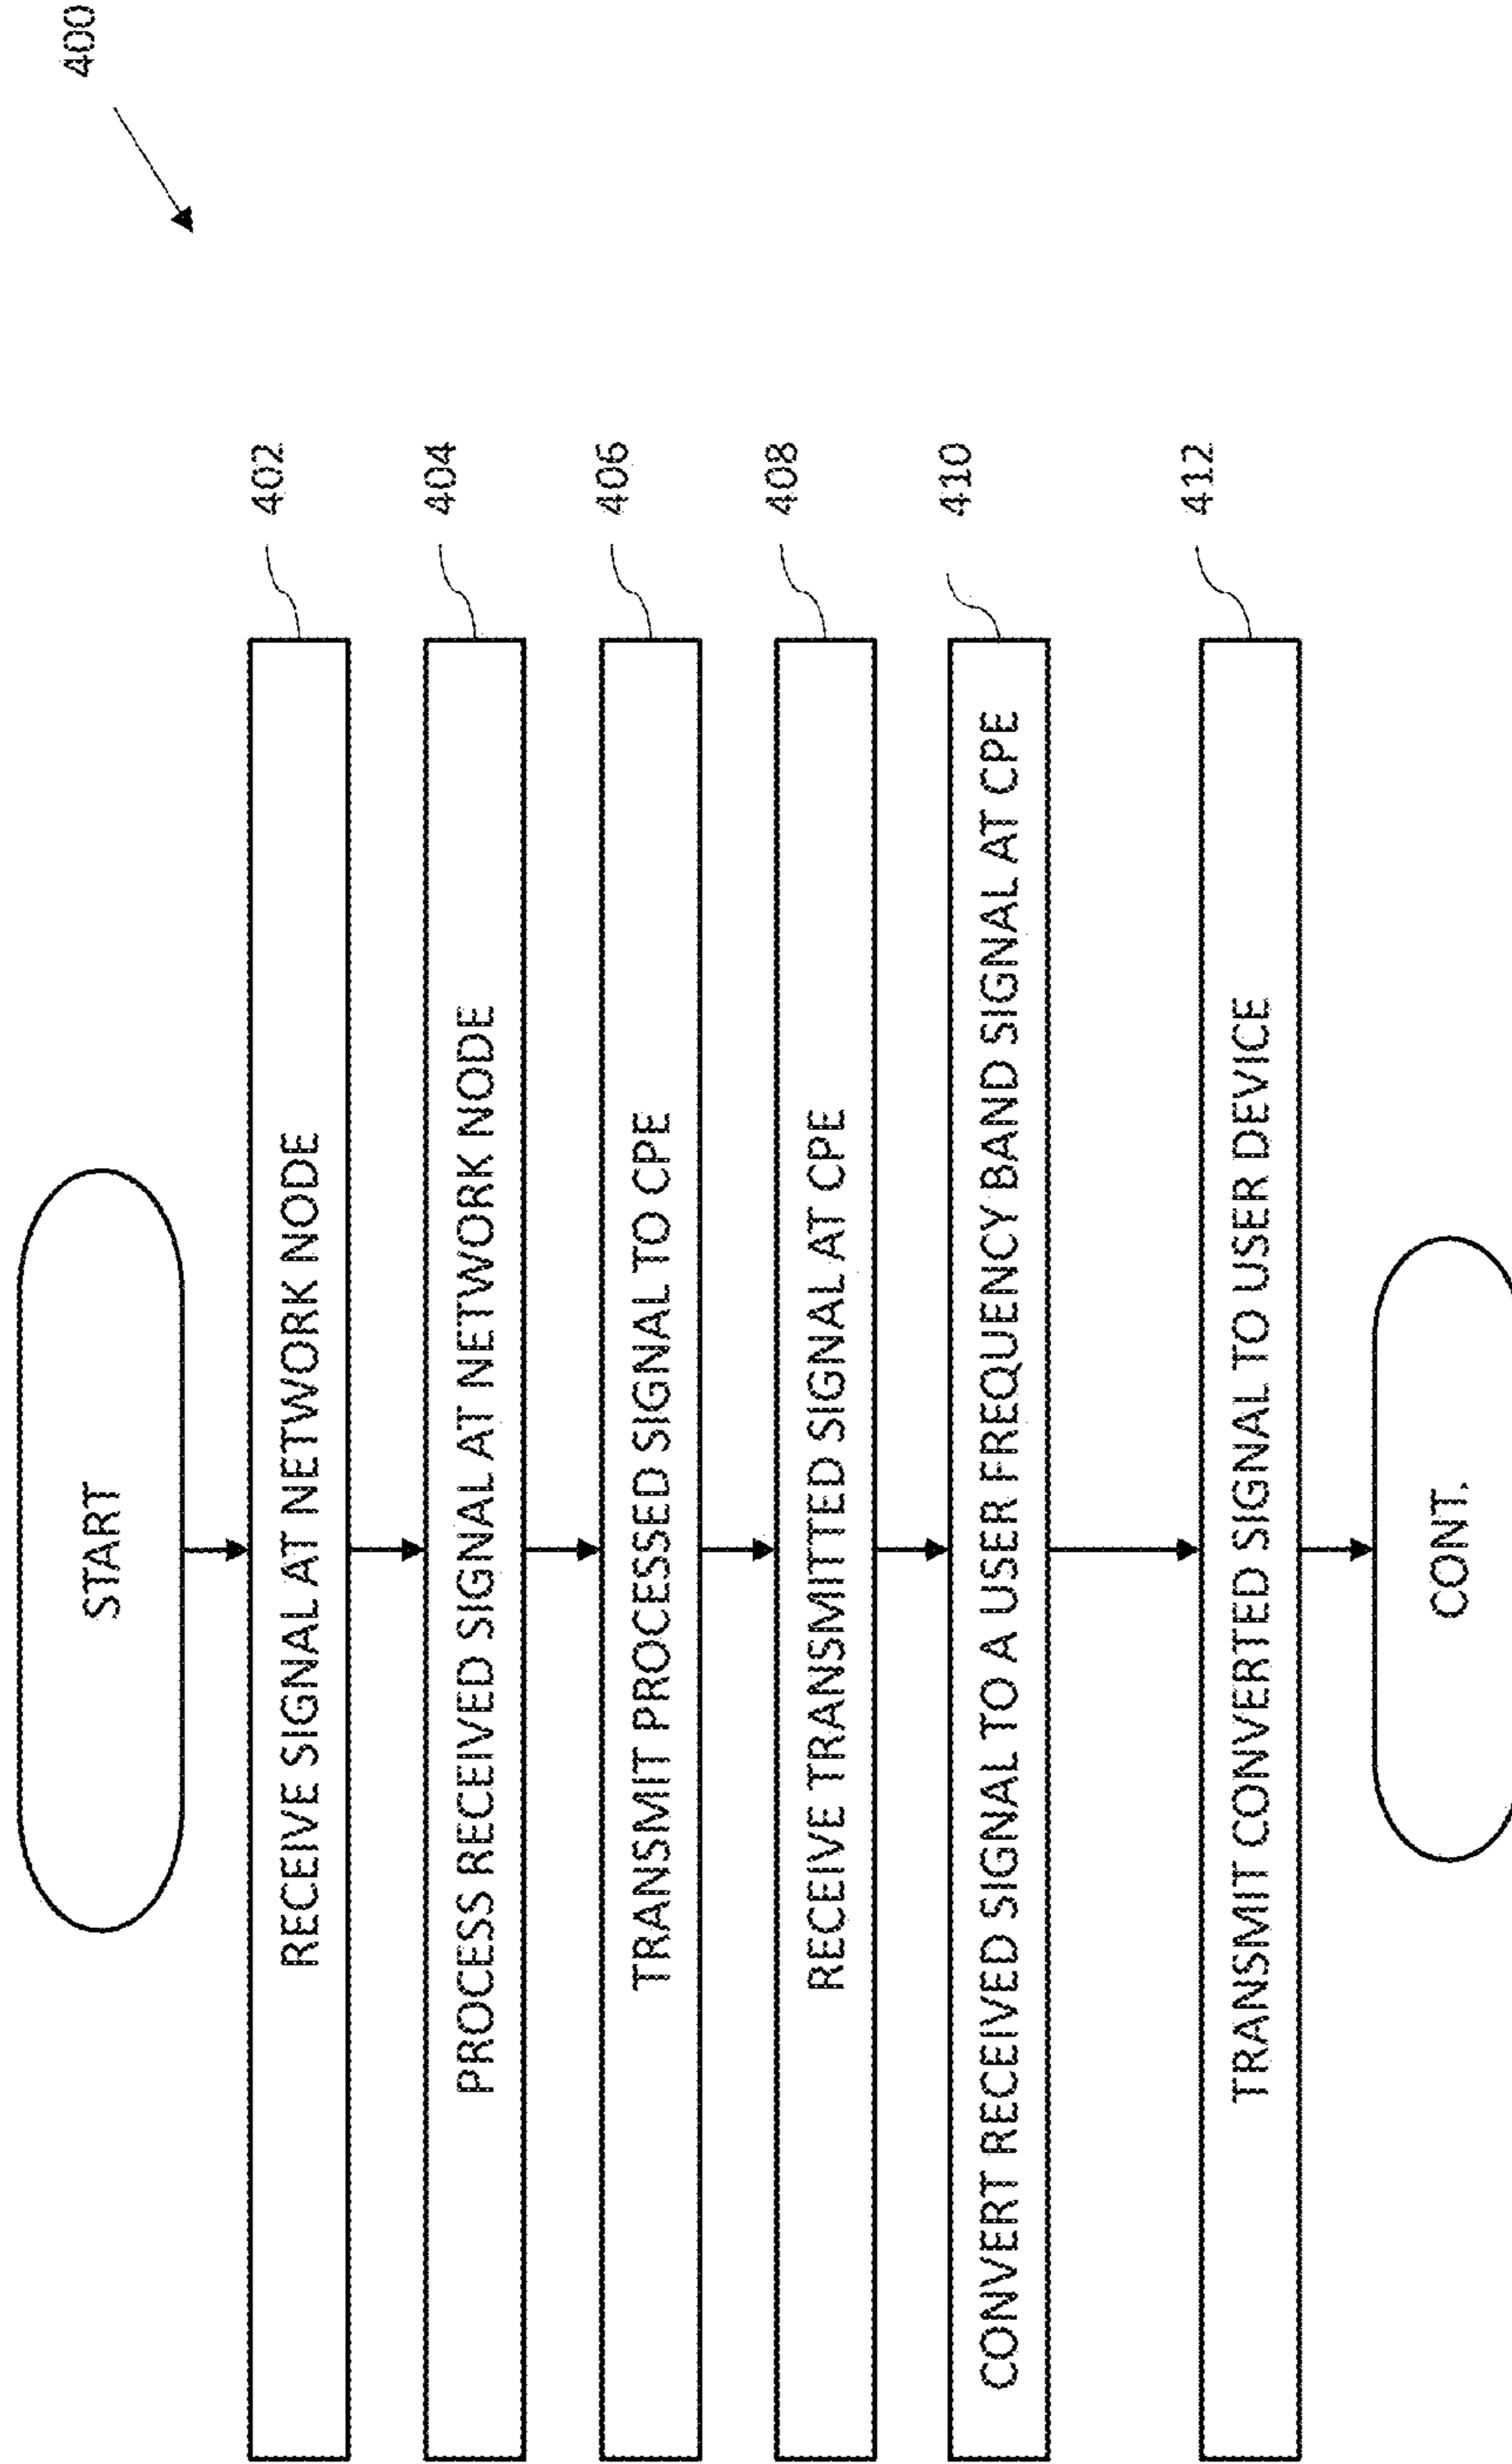 400
START
RECEIVE SIGNAL AT NETWORK NODE
402
PROCESS RECEIVED SIGNAL AT NETWORK NODE
404
TRANSMIT PROCESSED SIGNAL TO CPE
406
RECEIVE TRANSMITTED SIGNAL AT CPE
408
CONVERT RECEIVED SIGNAL TO A USER FREQUENCY BAND SIGNAL AT CPE
410
TRANSMIT CONVERTED SIGNAL TO USER DEVICE
412
CONT.